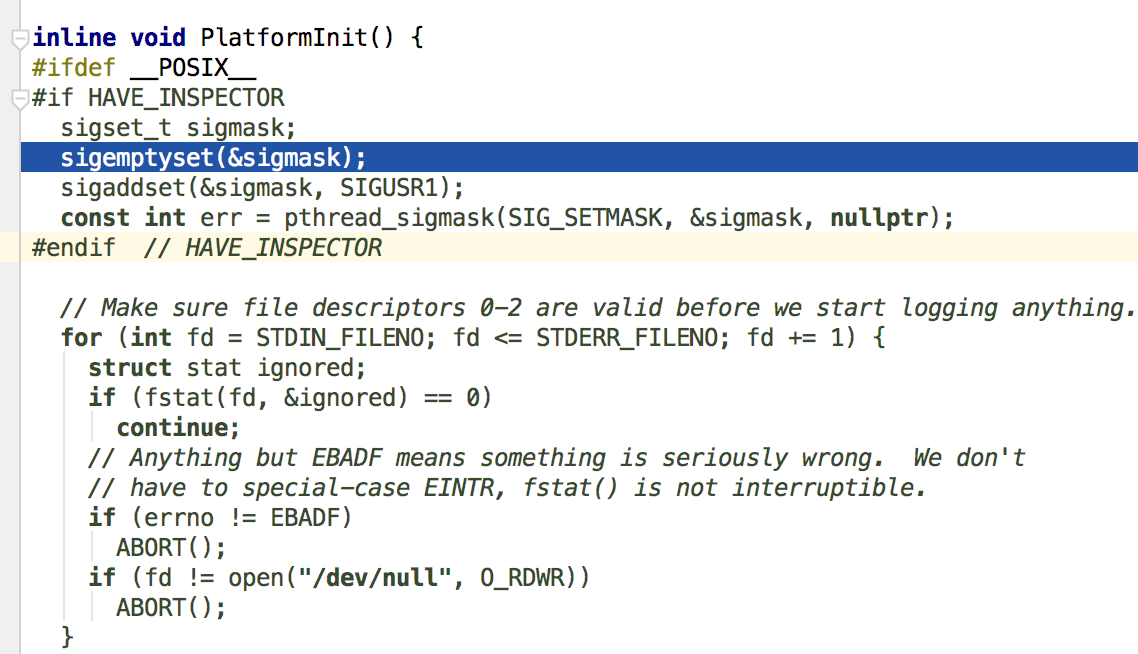 inline void PlatformInit() {
#ifdef __POSIX__
#if HAVE_INSPECTOR
  sigset_t sigmask;
  sigemptyset(&sigmask);
  sigaddset(&sigmask, SIGUSR1);
  const int err = pthread_sigmask(SIG_SETMASK, &sigmask, nullptr);
#endif  // HAVE_INSPECTOR
  // Make sure file descriptors 0-2 are valid before we start logging anything.
  for (int fd = STDIN_FILENO; fd <= STDERR_FILENO; fd += 1) {
    struct stat ignored;
    if (fstat(fd, &ignored) == 0)
      continue;
    // Anything but EBADF means something is seriously wrong.  We don't
    // have to special-case EINTR, fstat() is not interruptible.
    if (errno != EBADF)
      ABORT();
    if (fd != open("/dev/null", O_RDWR))
      ABORT();
  }